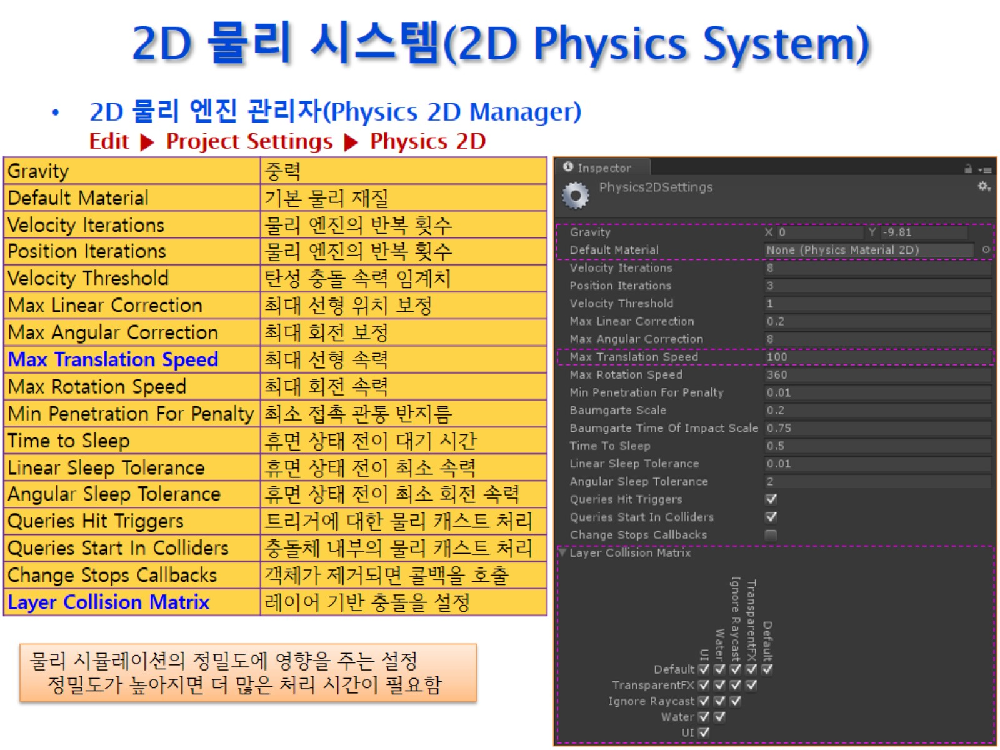 2D 물리 시스템(2D Physics System)
• 2D 물리 엔진 관리자(Physics 2D Manager)
Edit ▶ Project Settings ▶ Physics 2D
Gravity 중력
Default Material 기본 물리 재질
Velocity Iterations 물리 엔진의 반복 횟수
Position Iterations 물리 엔진의 반복 횟수
Velocity Threshold 탄성 충돌 속력 임계치
Max Linear Correction 최대 선형 위치 보정
Max Angular Correction 최대 회전 보정
Max Translation Speed 최대 선형 속력
Max Rotation Speed 최대 회전 속력
Min Penetration For Penalty 최소 접촉 관통 반지름
Time to Sleep 휴면 상태 전이 대기 시간
Linear Sleep Tolerance 휴면 상태 전이 최소 속력
Angular Sleep Tolerance 휴면 상태 전이 최소 회전 속력
Queries Hit Triggers 트리거에 대한 물리 캐스트 처리
Queries Start In Colliders 충돌체 내부의 물리 캐스트 처리
Change Stops Callbacks 객체가 제거되면 콜백을 호출
Layer Collision Matrix 레이어 기반 충돌을 설정
물리 시뮬레이션의 정밀도에 영향을 주는 설정
정밀도가 높아지면 더 많은 처리 시간이 필요함
Inspector
Physics2DSettings
Gravity X 0 Y -9.81
Default Material None (Physics Material 2D)
Velocity Iterations 8
Position Iterations 3
Velocity Threshold 1
Max Linear Correction 0.2
Max Angular Correction 8
Max Translation Speed 100
Max Rotation Speed 360
Min Penetration For Penalty 0.01
Baumgarte Scale 0.2
Baumgarte Time Of Impact Scale 0.75
Time To Sleep 0.5
Linear Sleep Tolerance 0.01
Angular Sleep Tolerance 2
Queries Hit Triggers
Queries Start In Colliders
Change Stops Callbacks
Layer Collision Matrix
UI
Water
Ignore Raycast
TransparentFX
Default
Default
TransparentFX
Ignore Raycast
Water
UI